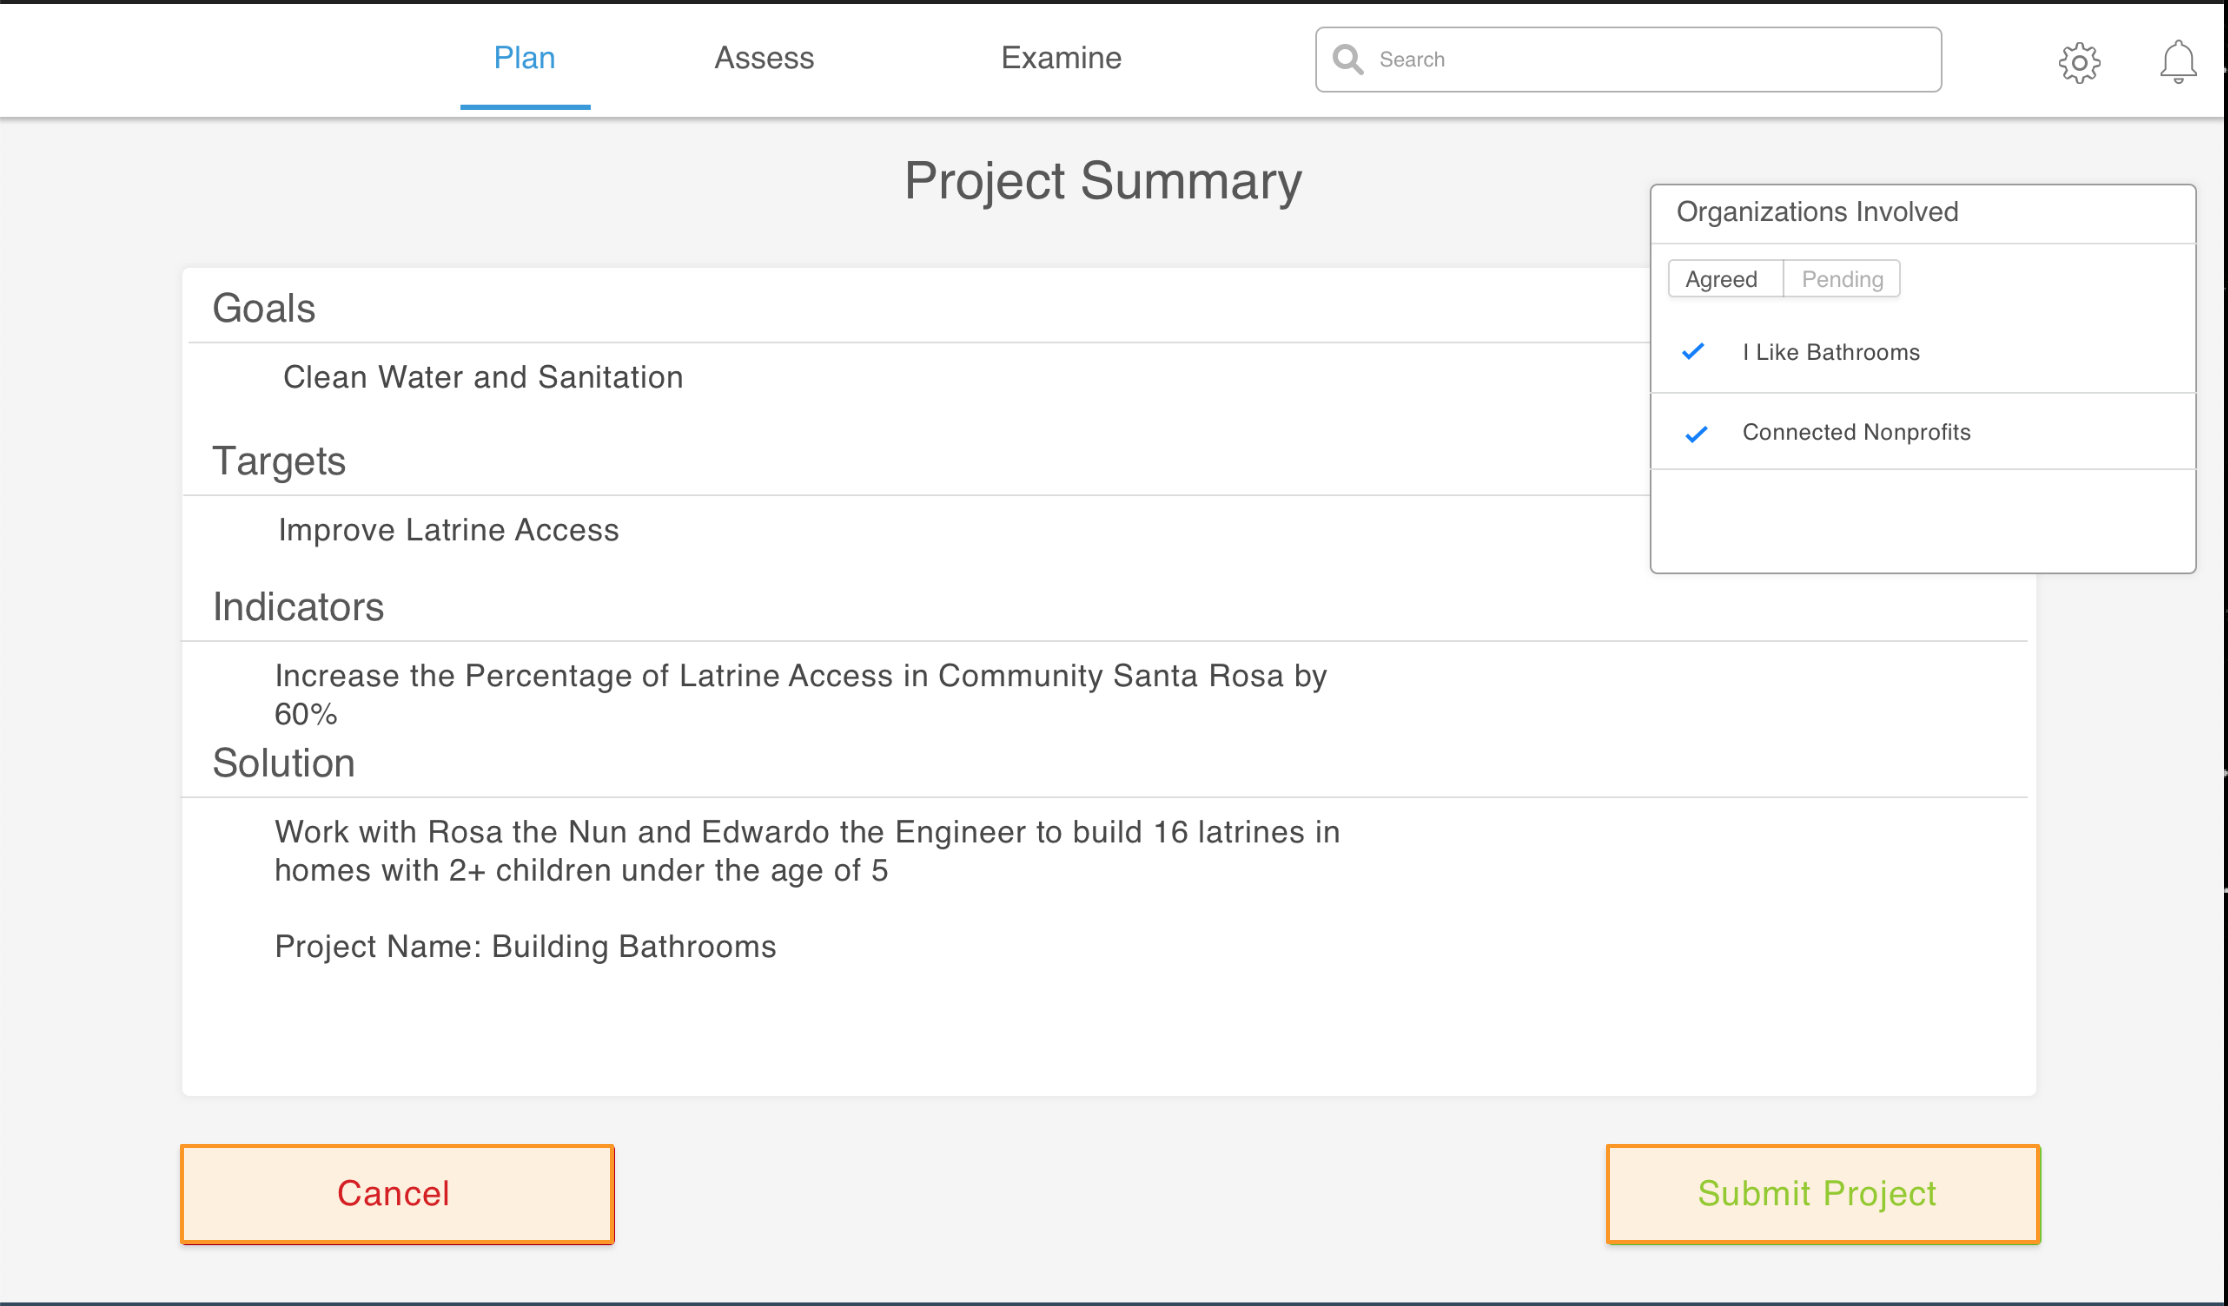 Plan
Assess
Examine
Search
Project Summary
Organizations Involved
Agreed
Pending
I Like Bathrooms
Connected Nonprofits
Goals
Clean Water and Sanitation
Targets
Improve Latrine Access
Indicators
Increase the Percentage of Latrine Access in Community Santa Rosa by
60%
Solution
Work with Rosa the Nun and Edwardo the Engineer to build 16 latrines in
homes with 2+ children under the age of 5
Project Name: Building Bathrooms
Cancel
Submit Project